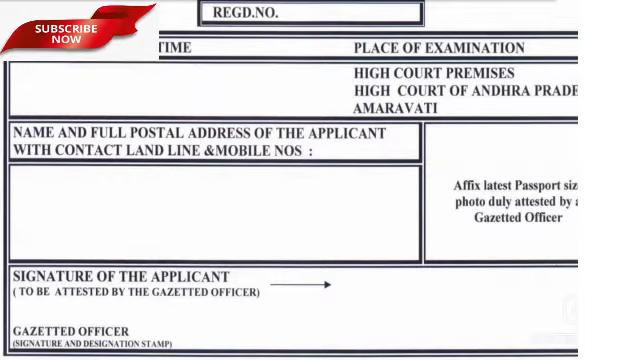 SUBSCRIBE
NOW
REGD.NO.
TIME
PLACE OF EXAMINATION
HIGH COURT PREMISES
HIGH COURT OF ANDHRA PRADE
AMARAVATI
NAME AND FULL POSTAL ADDRESS OF THE APPLICANT
WITH CONTACT LAND LINE &MOBILE NOS :
Affix latest Passport siz
photo duly attested by a
Gazetted Officer
SIGNATURE OF THE APPLICANT
( TO BE ATTESTED BY THE GAZETTED OFFICER)
GAZETTED OFFICER
(SIGNATURE AND DESIGNATION STAMP)